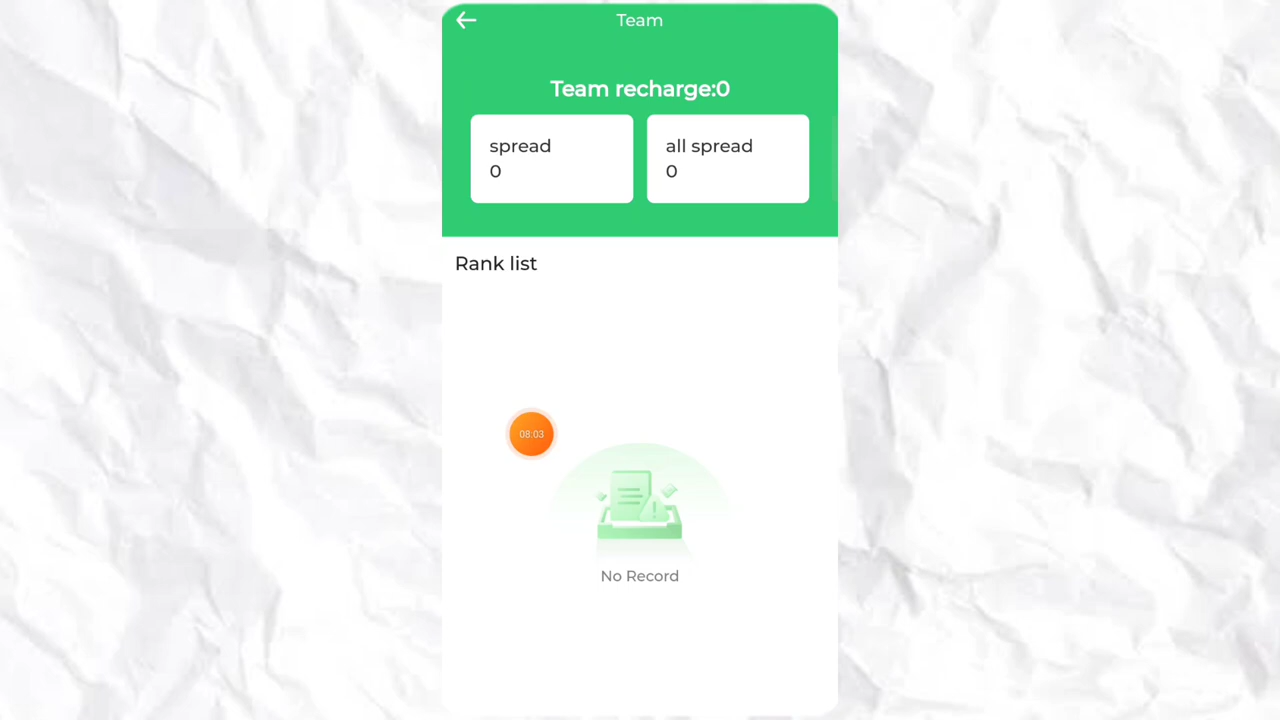 Team
Team recharge:0
spread
0
all spread
0
Rank list
08:03
No Record